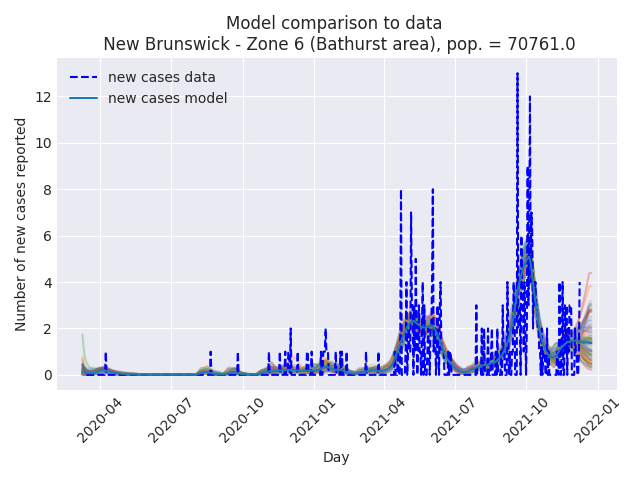 Model comparison to data
New Brunswick - Zone 6 (Bathurst area), pop. = 70761.0
new cases data
new cases model
Number of new cases reported
12
10
8
6
4
2
0
2020-04
2020-07
2020-10
2021-01
2021-04
2021-07
2021-10
2022-01
Day